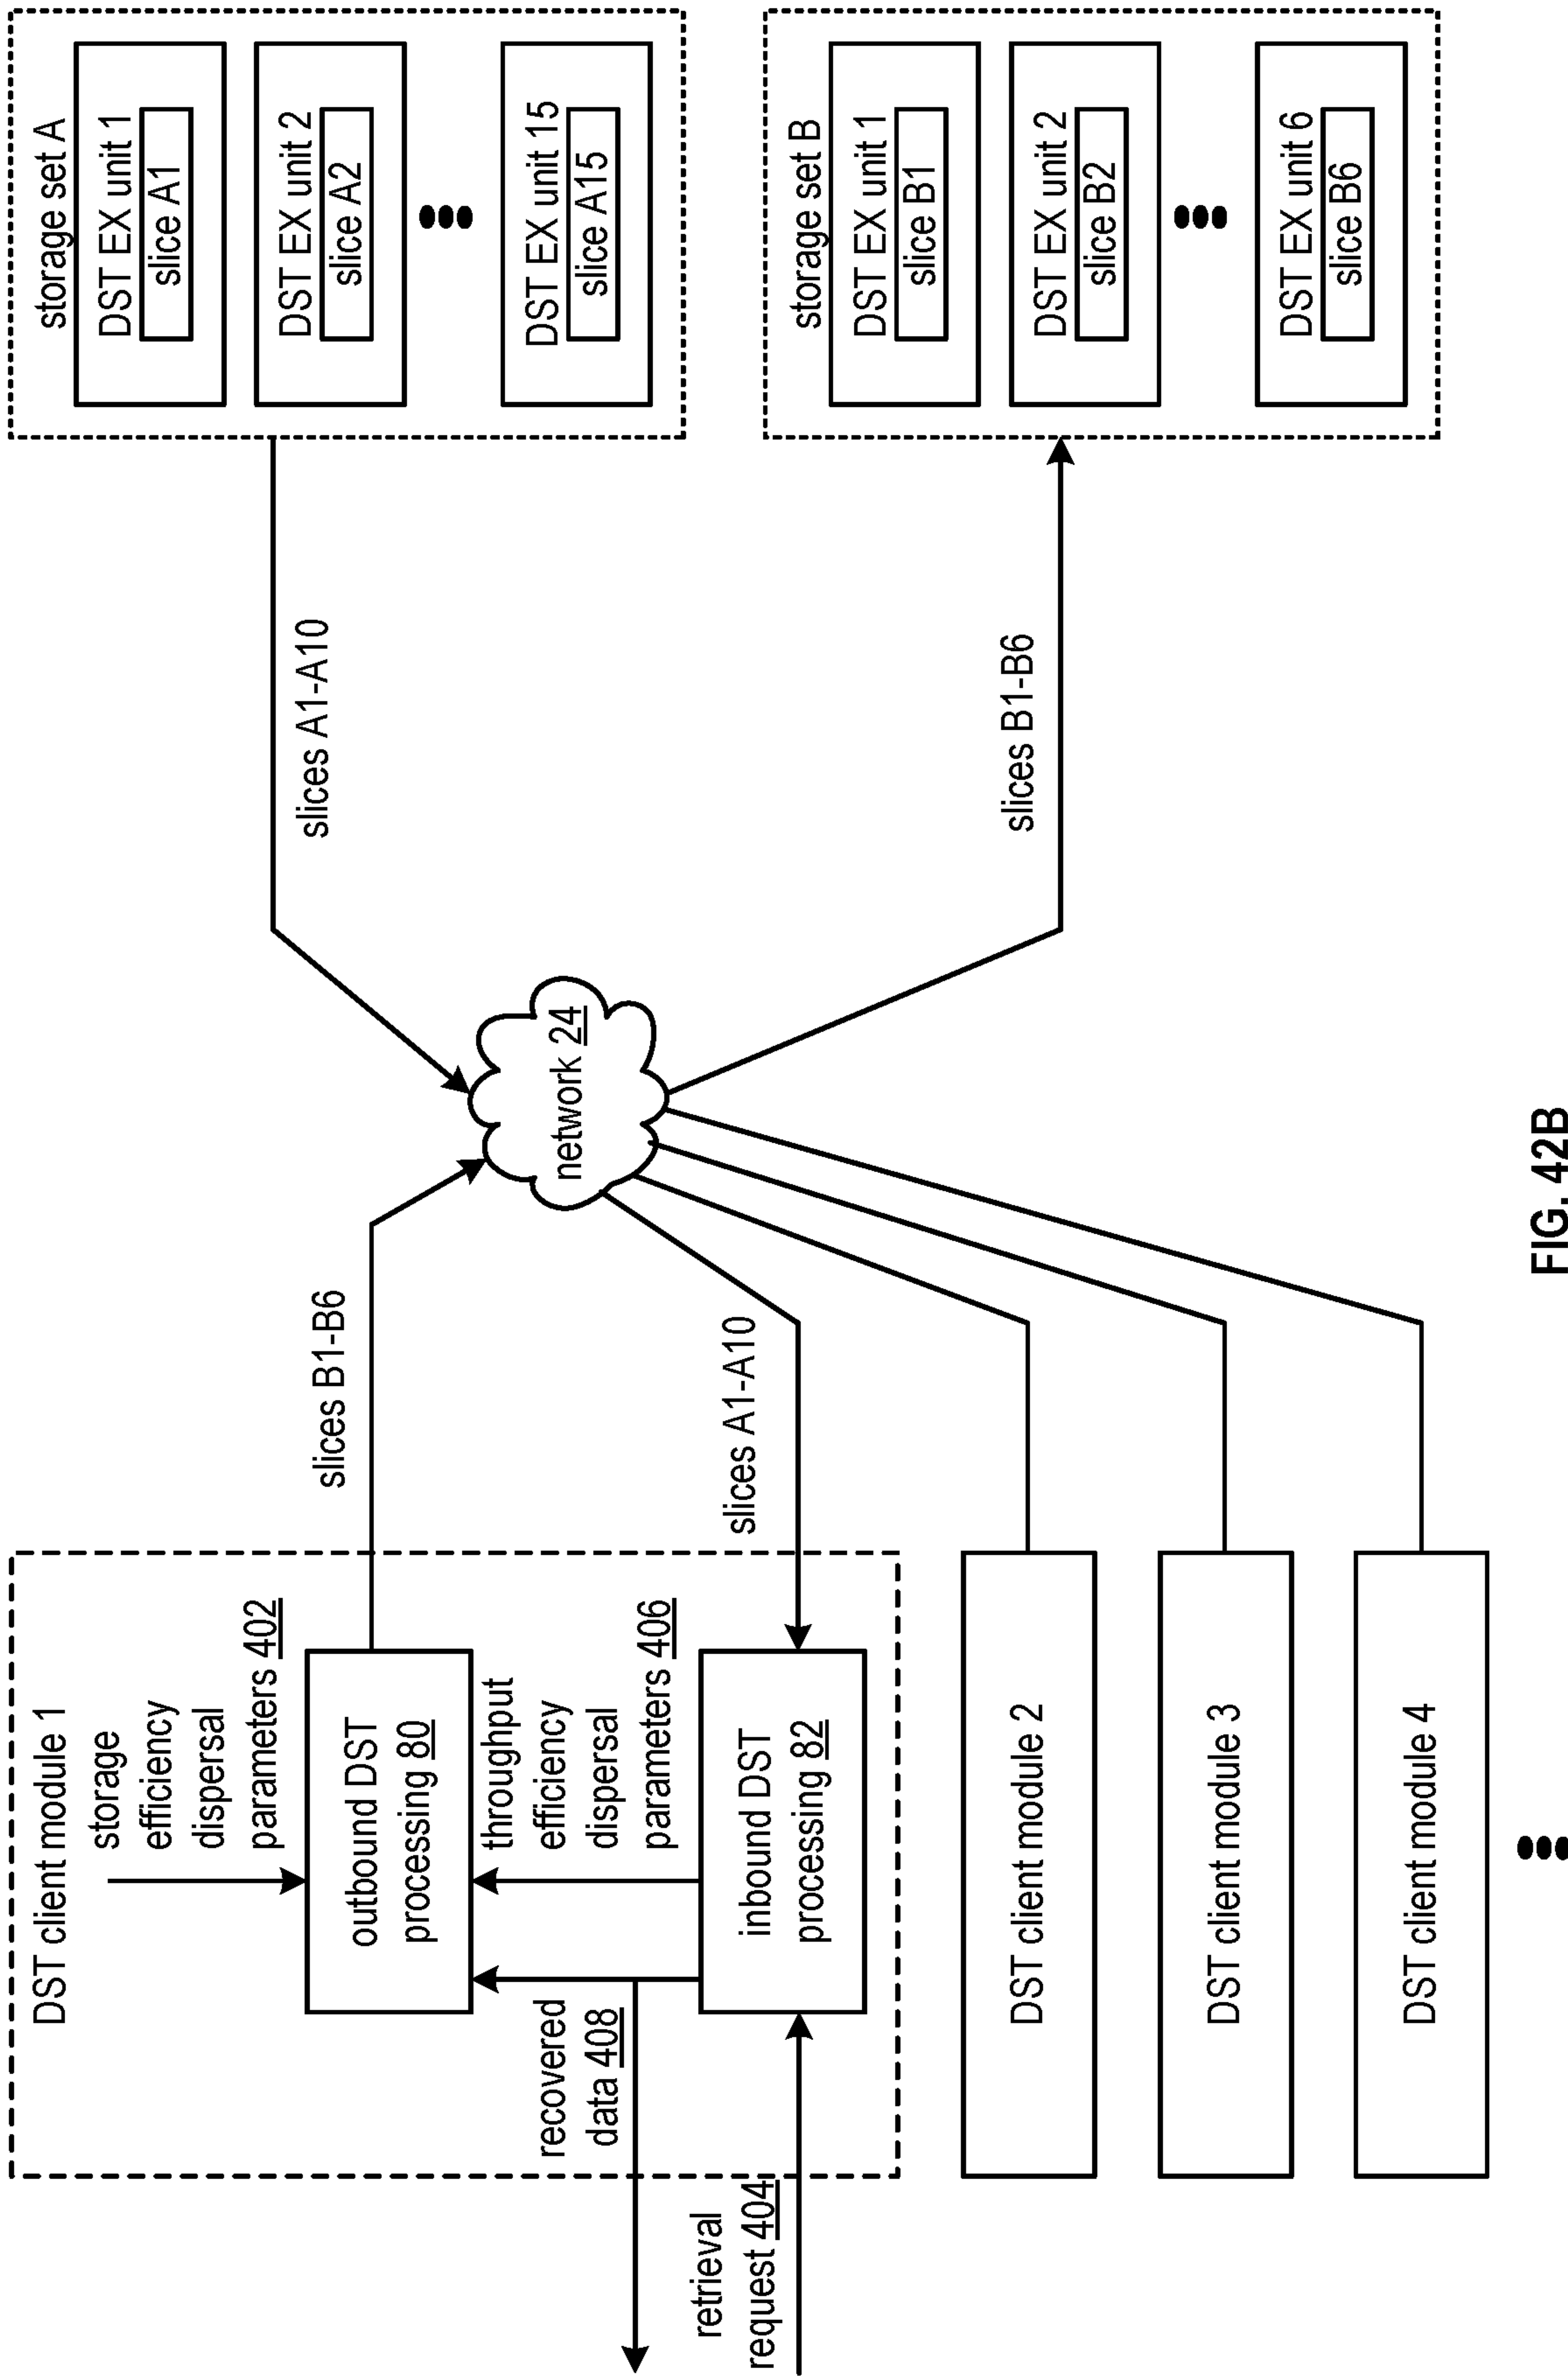 DST client module 1
storage
efficiency
dispersal
parameters 402
outbound DST
processing 80
throughput
efficiency
dispersal
parameters 406
recovered
data 408
inbound DST
processing 82
retrieval
request 404
DST client module 2
DST client module 3
DST client module 4
slices B1-B6
slices A1-A10
network 24
slices A1-A10
slices B1-B6
storage set A
DST EX unit 1
slice A1
DST EX unit 2
slice A2
DST EX unit 15
slice A15
storage set B
DST EX unit 1
slice B1
DST EX unit 2
slice B2
DST EX unit 6
slice B6
FIG. 42B